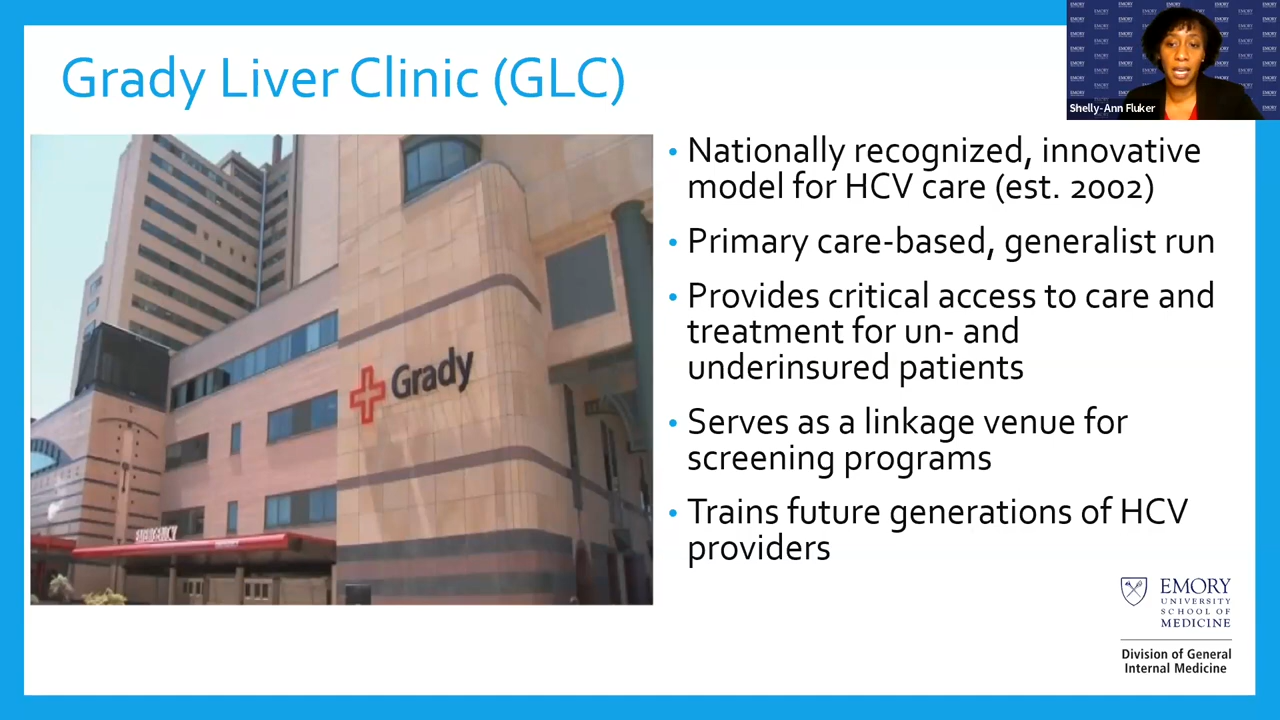 Grady Liver Clinic (GLC)
Shelly-Ann Fluker
• Nationally recognized, innovative
model for HCV care (est. 2002)
• Primary care-based, generalist run
• Provides critical access to care and
treatment for un- and
underinsured patients
• Serves as a linkage venue for
screening programs
• Trains future generations of HCV
providers
Grady
EMERGENCY
EMORY
UNIVERSITY
SCHOOL OF
MEDICINE
Division of General
Internal Medicine